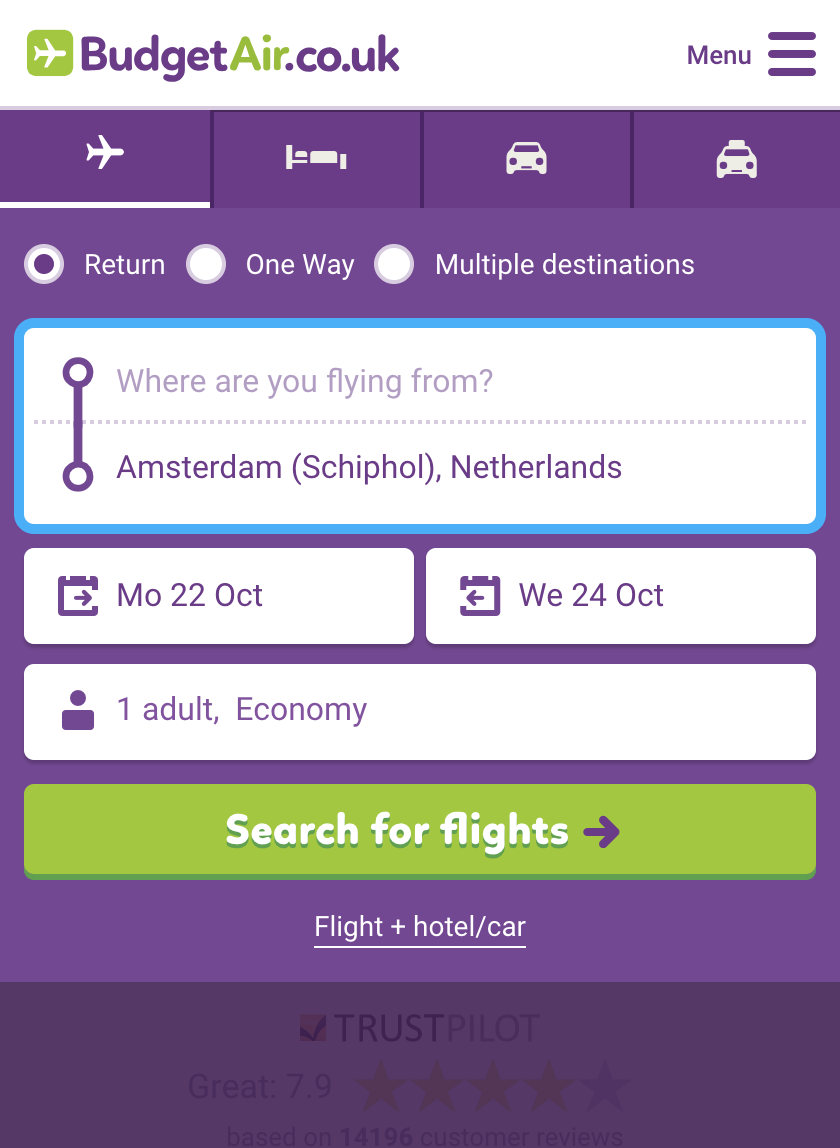 BudgetAir.co.uk
Menu
Return One Way Multiple destinations
Where are you flying from?
Amsterdam (Schiphol), Netherlands
Mo 22 Oct We 24 Oct
1 adult, Economy
Search for flights
Flight + hotel/car
TRUSTPILOT
Great: 7.9
based on 14196 customer reviews